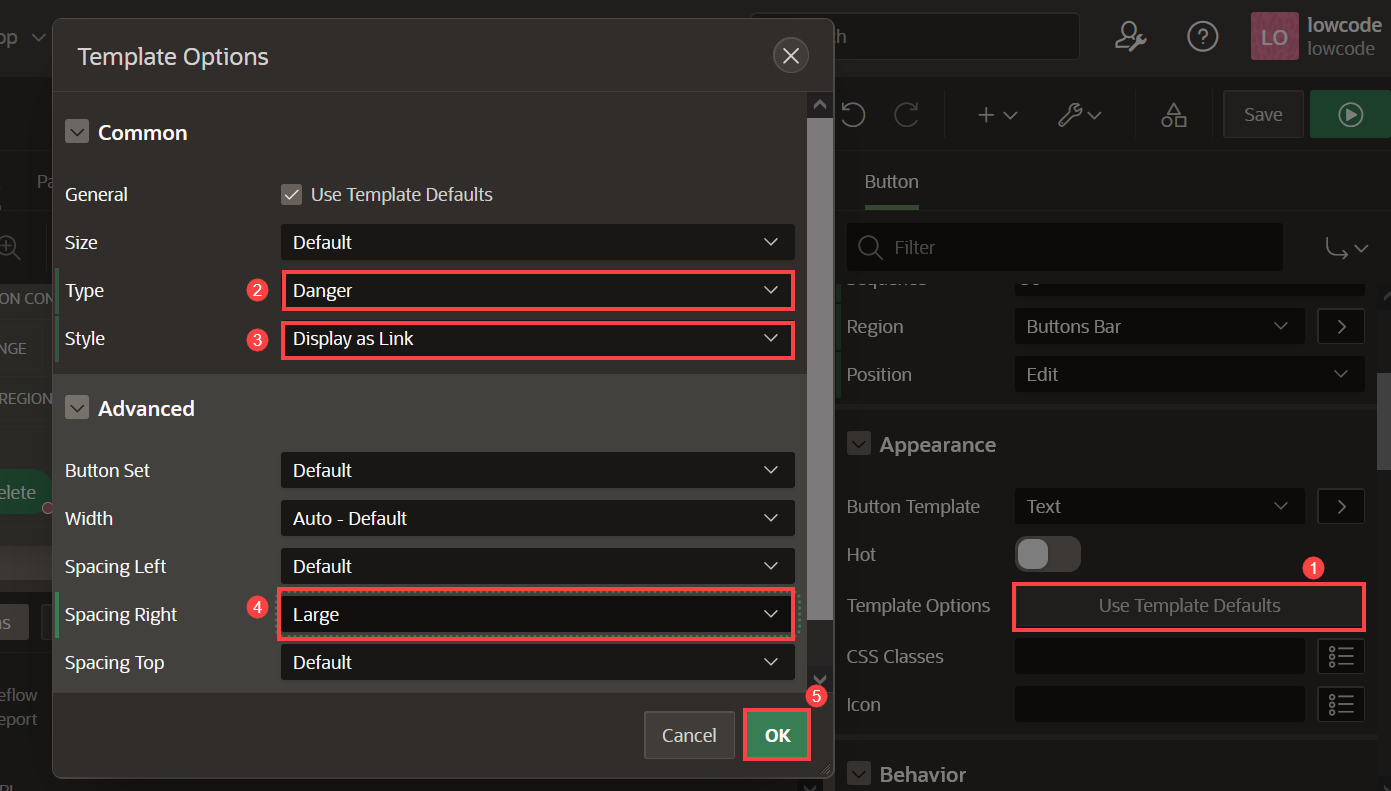 Template Options
Common
General
Use Template Defaults
Size
Default
Type
2
Danger
Style
3
Display as Link
Advanced
Button Set
Default
Width
Auto - Default
Spacing Left
Default
Spacing Right
4
Large
Spacing Top
Default
Cancel
OK
5
LO
lowcode
lowcode
Save
Button
Filter
Region
Buttons Bar
Position
Edit
Appearance
Button Template
Text
Hot
1
Template Options
Use Template Defaults
CSS Classes
Icon
Behavior
pp
Pa
ON CON
NGE
REGION
elete
ns
eflow
eport